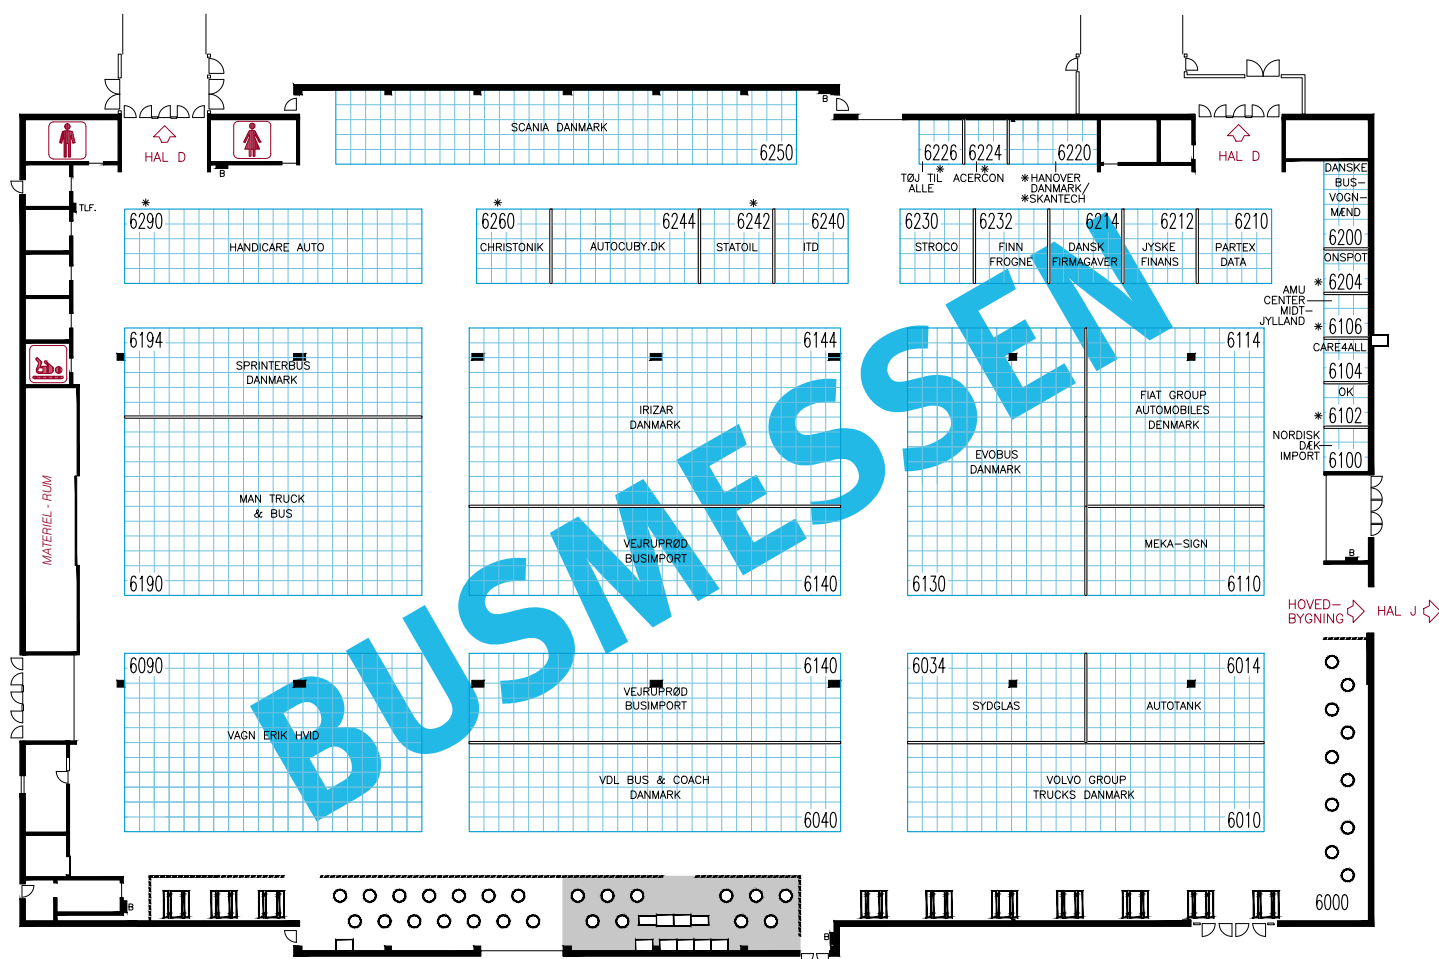 B
SCANIA DANMARK
6250
HAL D
B
TLF.
6226
6224
6220
TØJ TIL
ALLE
ACERCON
*
*
*HANOVER
DANMARK/
*SKANTECH
HAL D
DANSKE
BUS-
VOGN-
MÆND
6200
*
6290
HANDICARE AUTO
*
6260
CHRISTONIK
6244
AUTOCUBY.DK
*
6242
STATOIL
6240
ITD
6230
STROCO
6232
FINN
FROGNE
6214
DANSK
FIRMAGAVER
6212
JYSKE
FINANS
6210
PARTEX
DATA
ONSPOT
* 6204
AMU
CENTER
MIDT-
JYLLAND
* 6106
CARE4ALL
6104
OK
* 6102
NORDISK
DÆK
IMPORT
6100
6194
SPRINTERBUS
DANMARK
MAN TRUCK
& BUS
6190
6144
IRIZAR
DANMARK
VEJRUPRØD
BUSIMPORT
6140
EVOBUS
DANMARK
6130
6114
FIAT GROUP
AUTOMOBILES
DENMARK
MEKA-SIGN
6110
B
MATERIEL - RUM
HOVED-
BYGNING
HAL J
BUSMESSEN
6090
VAGN ERIK HVID
6140
VEJRUPRØD
BUSIMPORT
VDL BUS & COACH
DANMARK
6040
6034
SYDGLAS
6014
AUTOTANK
VOLVO GROUP
TRUCKS DANMARK
6010
6000
B
B